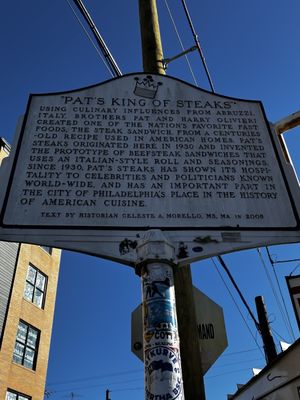 "PAT'S KING OF STEAKS"
USING CULINARY INFLUENCES FROM ABRUZZI,
ITALY, BROTHERS PAT AND HARRY OLIVIERI
CREATED ONE OF THE NATION'S FAVORITE FAST
FOODS, THE STEAK SANDWICH, FROM A CENTURIES
-OLD RECIPE USED IN AMERICAN HOMES. PAT'S
STEAKS ORIGINATED HERE IN 1930 AND INVENTED
THE PROTOTYPE OF BEEFSTEAK SANDWICHES THAT
USES AN ITALIAN-STYLE ROLL AND SEASONINGS.
SINCE 1930, PAT'S STEAKS HAS SHOWN ITS HOSPI-
TALITY TO CELEBRITIES AND POLITICIANS KNOWN
WORLD-WIDE, AND HAS AN IMPORTANT PART IN
THE CITY OF PHILADELPHIA'S PLACE IN THE HISTORY
OF AMERICAN CUISINE.
TEXT BY HISTORIAN CELESTE A. MORELLO, MS, MA IN 2005
MAND